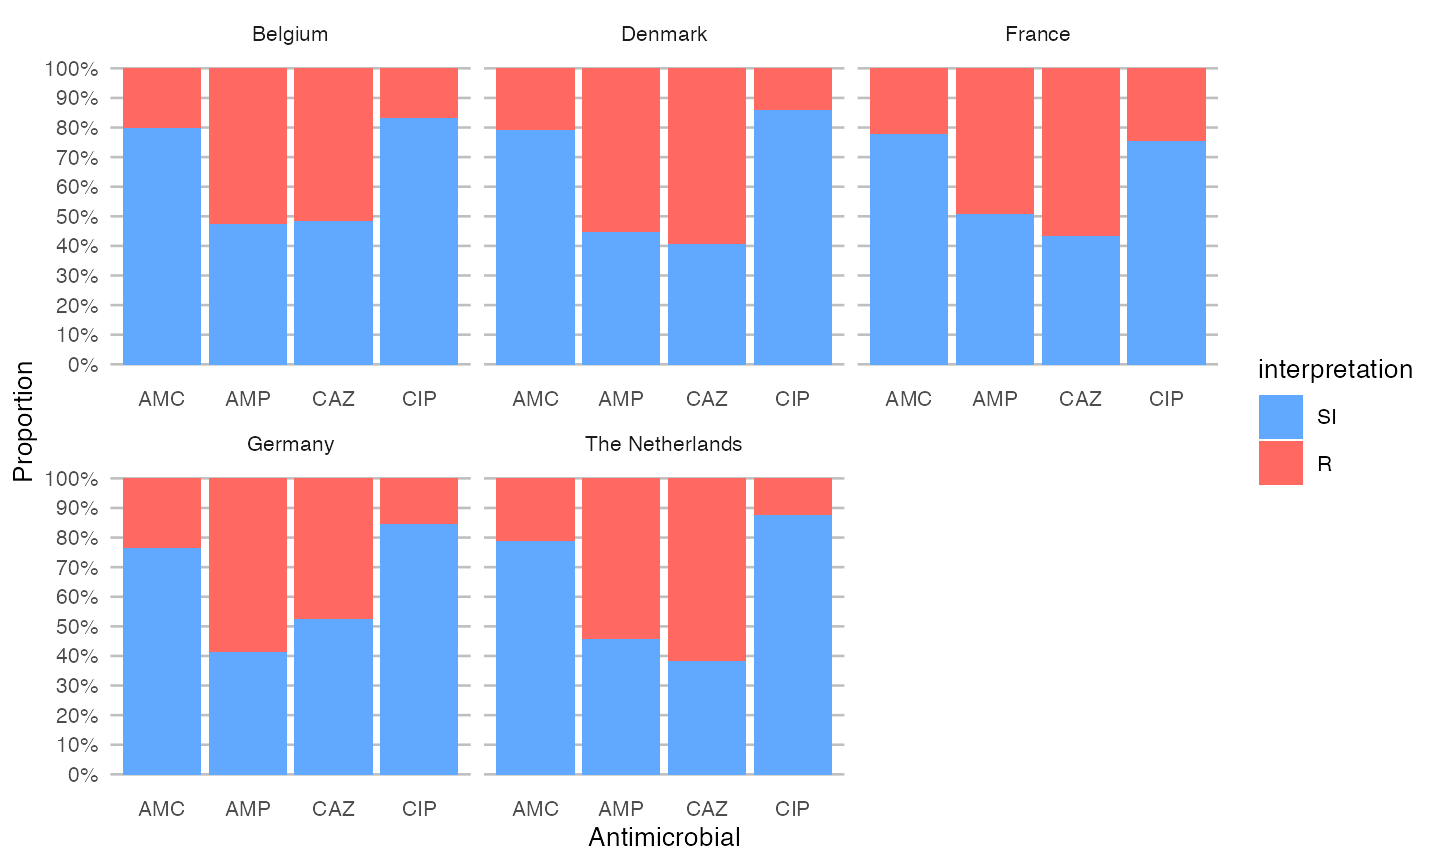 Belgium
Denmark
France
100%
90%
80%
70%
60%
50%
40%
30%
20%
10%
0%
AMC AMP CAZ CIP
AMC AMP CAZ CIP
AMC AMP CAZ CIP
Germany
The Netherlands
100%
90%
80%
70%
60%
50%
40%
30%
20%
10%
0%
AMC AMP CAZ CIP
AMC AMP CAZ CIP
Antimicrobial
Proportion
interpretation
SI
R